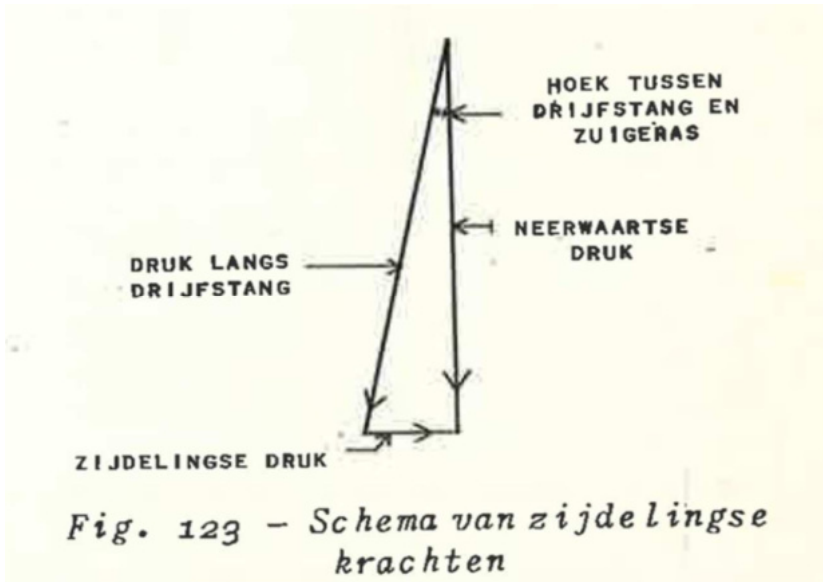 HOEK TUSSEN
DRIJFSTANG EN
ZUIGERAS
NEERWAARTSE
DRUK
DRUK LANGS
DRIJFSTANG
ZIJDELINGSE DRUK
Fig. 123 - Schema van zijdelingse
krachten